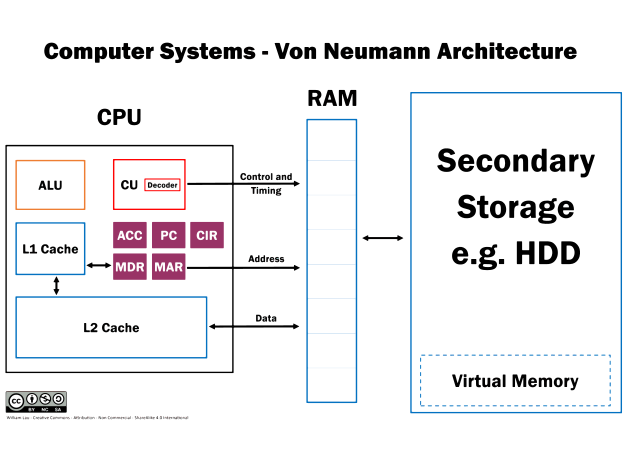 Computer Systems - Von Neumann Architecture
CPU
RAM
ALU
CU
Decoder
Control and
Timing
L1 Cache
ACC
PC
CIR
MDR
MAR
Address
L2 Cache
Data
Secondary
Storage
e.g. HDD
Virtual Memory
cc
BY NC SA
William Lau - Creative Commons - Attribution - Non Commercial - ShareAlike 4.0 International